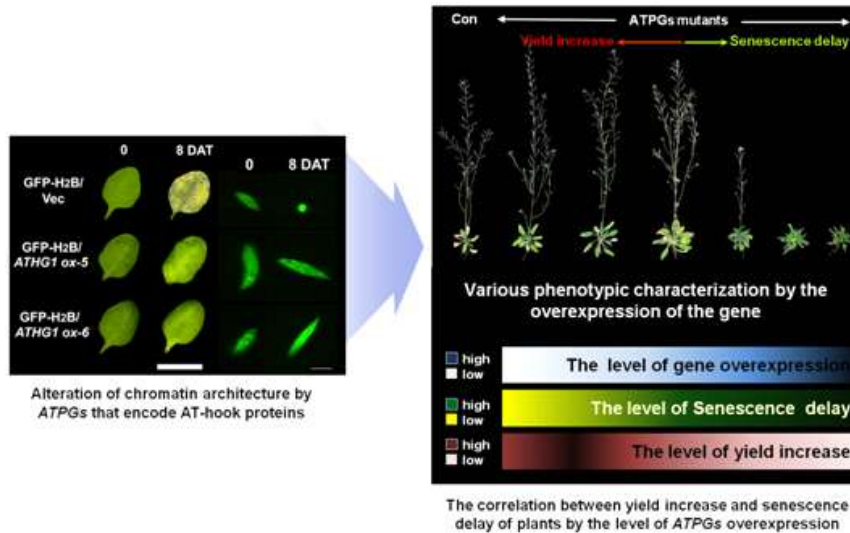 0 8 DAT
0 8 DAT
GFP-H2B/
Vec
GFP-H2B/
ATHG1 ox-5
GFP-H2B/
ATHG1 ox-6
Alteration of chromatin architecture by
ATPGs that encode AT-hook proteins
Con ATPGs mutants
Yield increase Senescence delay
Various phenotypic characterization by the
overexpression of the gene
high
low
The level of gene overexpression
high
low
The level of Senescence delay
high
low
The level of yield increase
The correlation between yield increase and senescence
delay of plants by the level of ATPGs overexpression